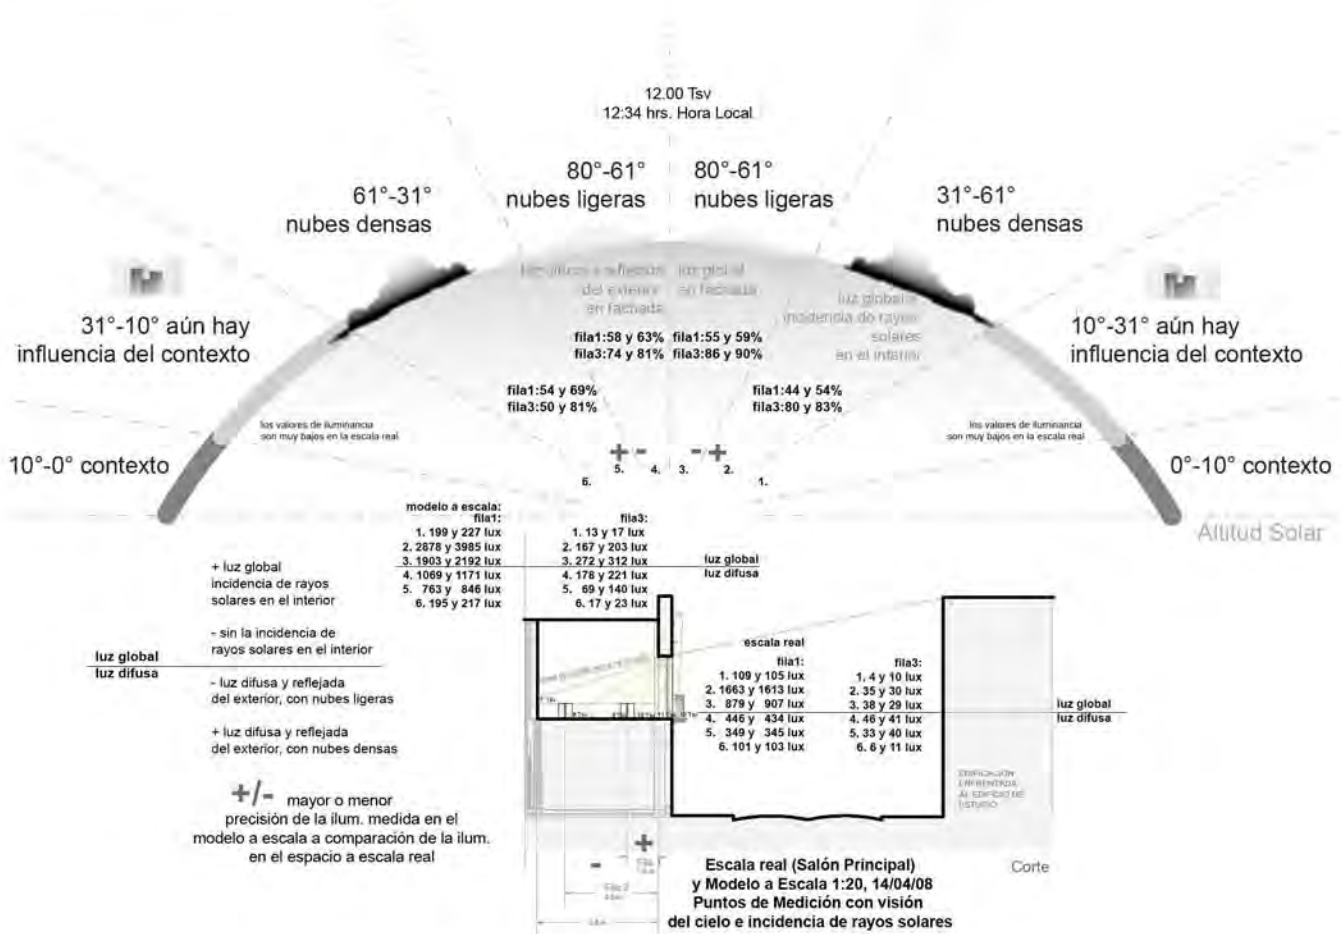 12.00 Tsv
12:34 hrs. Hora Local
80°-61°
nubes ligeras
80°-61°
nubes ligeras
61°-31°
nubes densas
31°-61°
nubes densas
31°-10° aún hay
influencia del contexto
10°-31° aún hay
influencia del contexto
del exterior
en fachada
luz global
en fachada
luz global
incidencia de rayos
solares
en el interior
fila1:58 y 63%
fila3:74 y 81%
fila1:55 y 59%
fila3:86 y 90%
fila1:54 y 69%
fila3:50 y 81%
fila1:44 y 54%
fila3:80 y 83%
los valores de iluminancia
son muy bajos en la escala real
los valores de iluminancia
son muy bajos en la escala real
10°-0° contexto
0°-10° contexto
+ - - +
6. 5. 4. 3. 2. 1.
Altitud Solar
modelo a escala:
fila1:
1. 199 y 227 lux
2. 2878 y 3985 lux
3. 1903 y 2192 lux
4. 1069 y 1171 lux
5. 763 y 846 lux
6. 195 y 217 lux
fila3:
1. 13 y 17 lux
2. 167 y 203 lux
3. 272 y 312 lux
4. 178 y 221 lux
5. 69 y 140 lux
6. 17 y 23 lux
luz global
luz difusa
+ luz global
incidencia de rayos
solares en el interior
- sin la incidencia de
rayos solares en el interior
luz global
luz difusa
- luz difusa y reflejada
del exterior, con nubes ligeras
+ luz difusa y reflejada
del exterior, con nubes densas
+/- mayor o menor
precisión de la ilum. medida en el
modelo a escala a comparación de la ilum.
en el espacio a escala real
escala real
fila1:
1. 109 y 105 lux
2. 1663 y 1613 lux
3. 879 y 907 lux
4. 446 y 434 lux
5. 349 y 345 lux
6. 101 y 103 lux
fila3:
1. 4 y 10 lux
2. 35 y 30 lux
3. 38 y 29 lux
4. 46 y 41 lux
5. 33 y 40 lux
6. 6 y 11 lux
luz global
luz difusa
EDIFICACIÓN
ENFRENTADA
AL EDIFICIO DE
ESTUDIO
- +
Corte
Escala real (Salón Principal)
y Modelo a Escala 1:20, 14/04/08
Puntos de Medición con visión
del cielo e incidencia de rayos solares